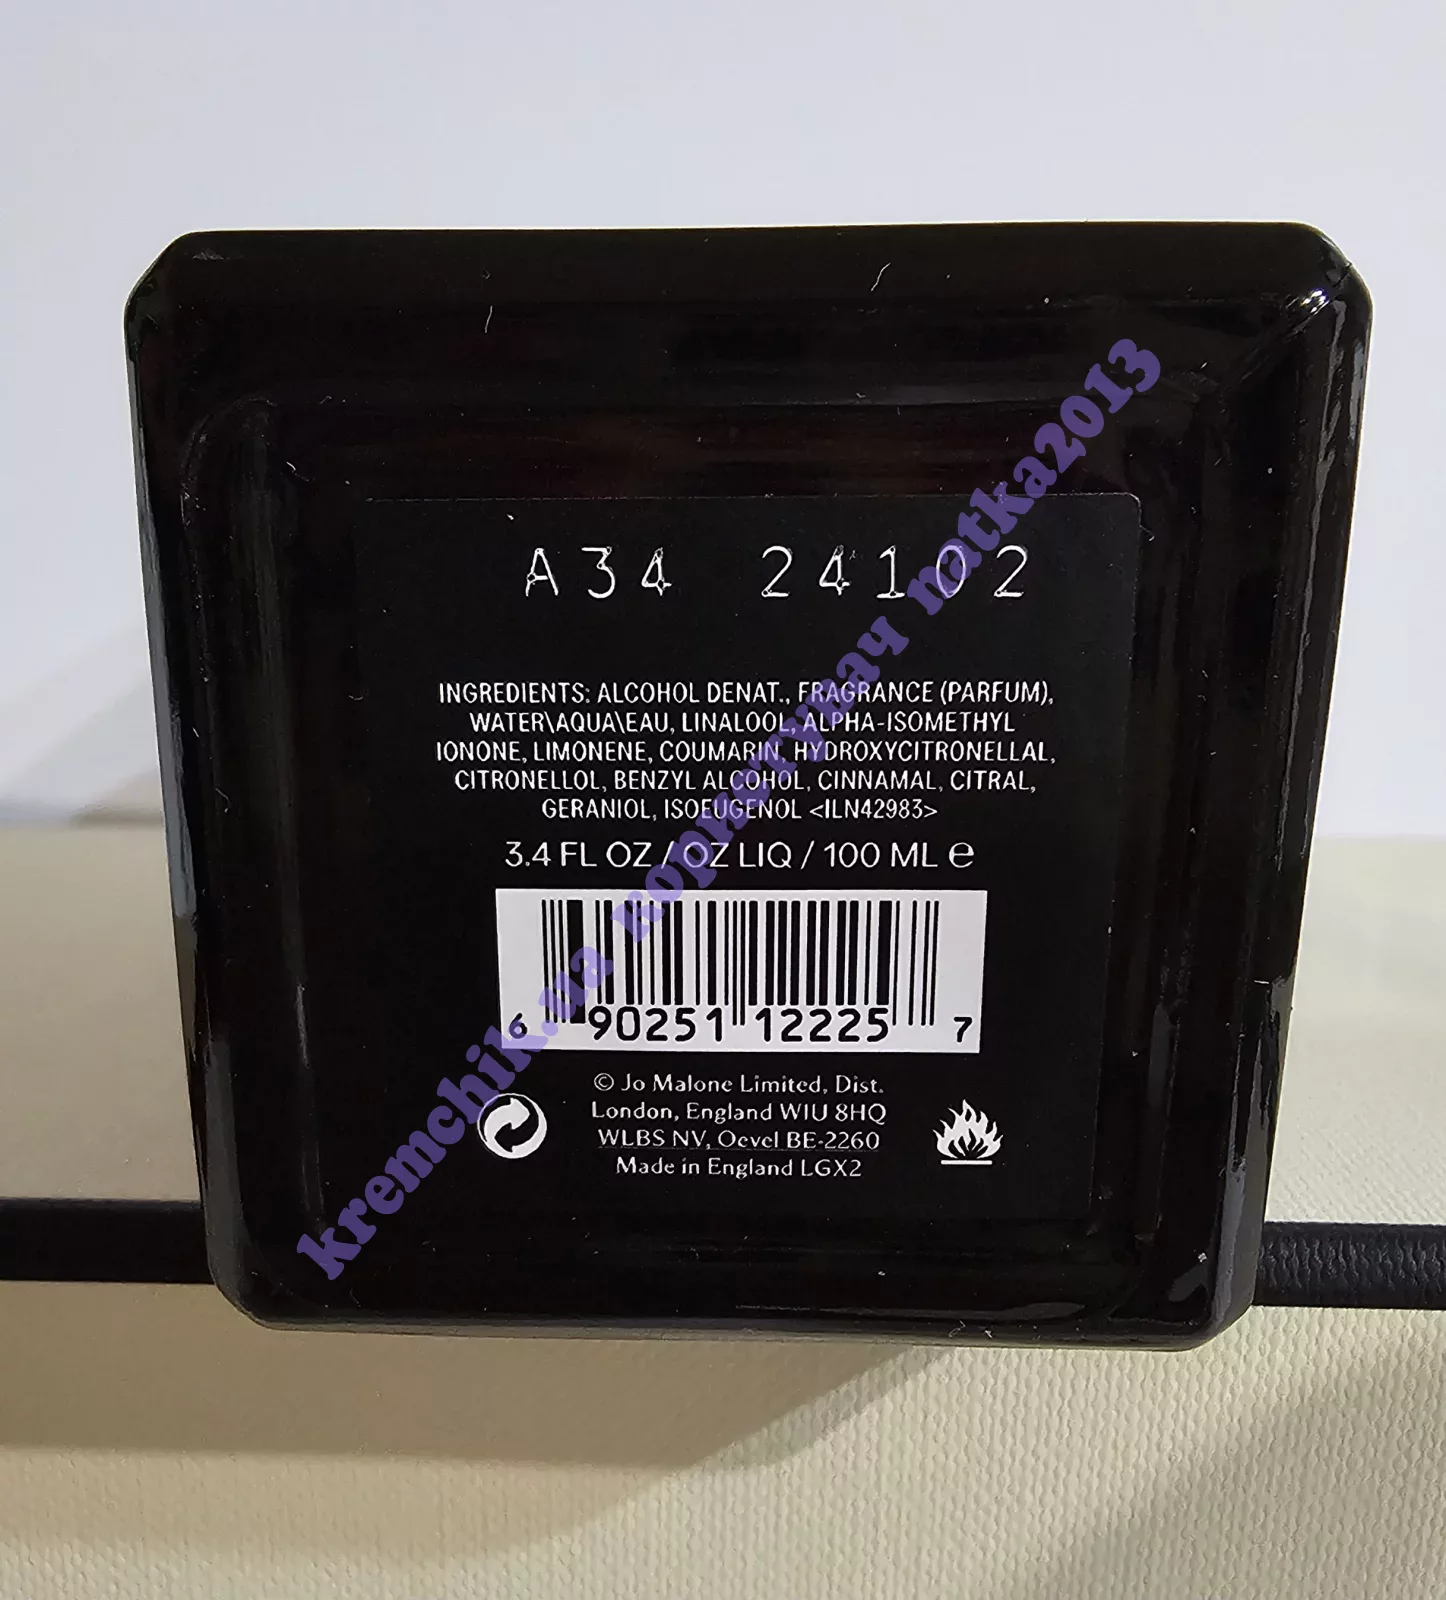 A34 24102
INGREDIENTS: ALCOHOL DENAT., FRAGRANCE (PARFUM),
WATER\AQUA\EAU, LINALOOL, ALPHA-ISOMETHYL
IONONE, LIMONENE, COUMARIN, HYDROXYCITRONELLAL,
CITRONELLOL, BENZYL ALCOHOL, CINNAMAL, CITRAL,
GERANIOL, ISOEUGENOL <ILN42983>
3.4 FL OZ / OZ LIQ / 100 ML ℮
6 90251 12225 7
© Jo Malone Limited, Dist.
London, England W1U 8HQ
WLBS NV, Oevel BE-2260
Made in England LGX2
kremchik.ua користувач natka2013